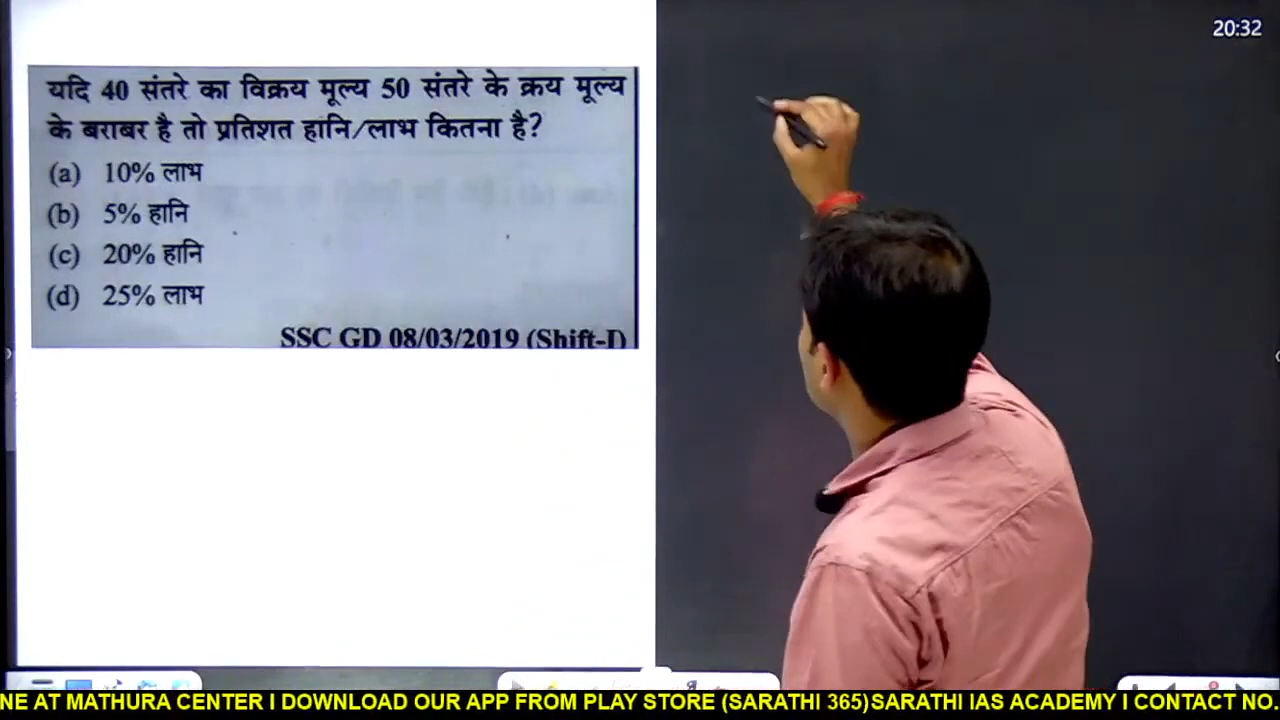 20:32
यदि 40 संतरे का विक्रय मूल्य 50 संतरे के क्रय मूल्य
के बराबर है तो प्रतिशत हानि/लाभ कितना है?
(a) 10% लाभ
(b) 5% हानि
(c) 20% हानि
(d) 25% लाभ
SSC GD 08/03/2019 (Shift-I)
NE AT MATHURA CENTER I DOWNLOAD OUR APP FROM PLAY STORE (SARATHI 365)SARATHI IAS ACADEMY I CONTACT NO.